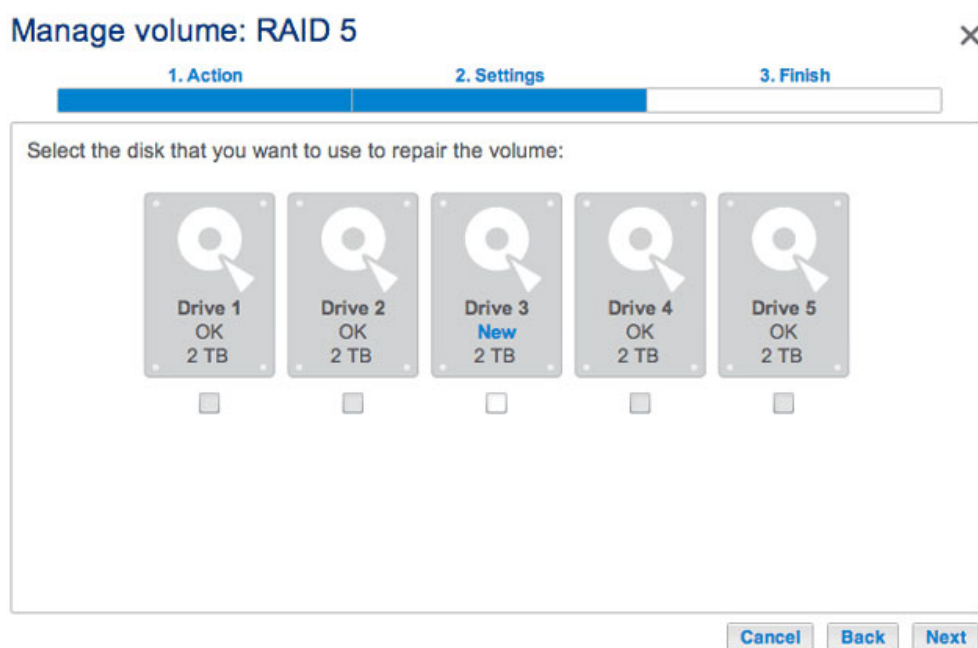 Manage volume: RAID 5
1. Action 2. Settings 3. Finish
Select the disk that you want to use to repair the volume:
Drive 1 Drive 2 Drive 3 Drive 4 Drive 5
OK OK New OK OK
2 TB 2 TB 2 TB 2 TB 2 TB
Cancel Back Next